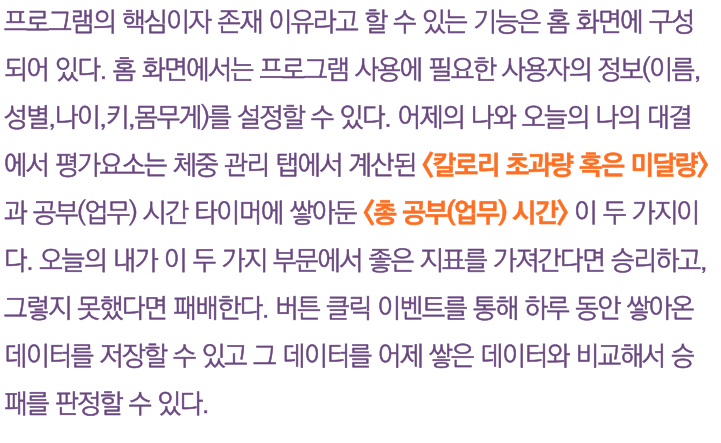 프로그램의 핵심이자 존재 이유라고 할 수 있는 기능은 홈 화면에 구성
되어 있다. 홈 화면에서는 프로그램 사용에 필요한 사용자의 정보(이름,
성별,나이,키,몸무게)를 설정할 수 있다. 어제의 나와 오늘의 나의 대결
에서 평가요소는 체중 관리 탭에서 계산된 <칼로리 초과량 혹은 미달량>
과 공부(업무) 시간 타이머에 쌓아둔 <총 공부(업무) 시간> 이 두 가지이
다. 오늘의 내가 이 두 가지 부문에서 좋은 지표를 가져간다면 승리하고,
그렇지 못했다면 패배한다. 버튼 클릭 이벤트를 통해 하루 동안 쌓아온
데이터를 저장할 수 있고 그 데이터를 어제 쌓은 데이터와 비교해서 승
패를 판정할 수 있다.